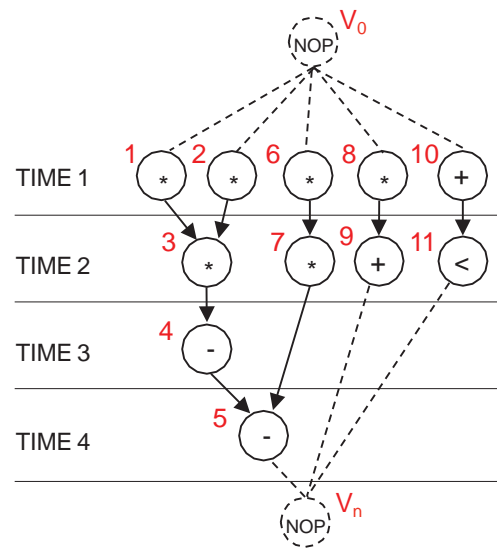 V0
NOP
1 2 6 8 10
TIME 1 * * * * +
3 7 9 11
TIME 2 * * + <
4
TIME 3 -
5
TIME 4 -
NOP Vn